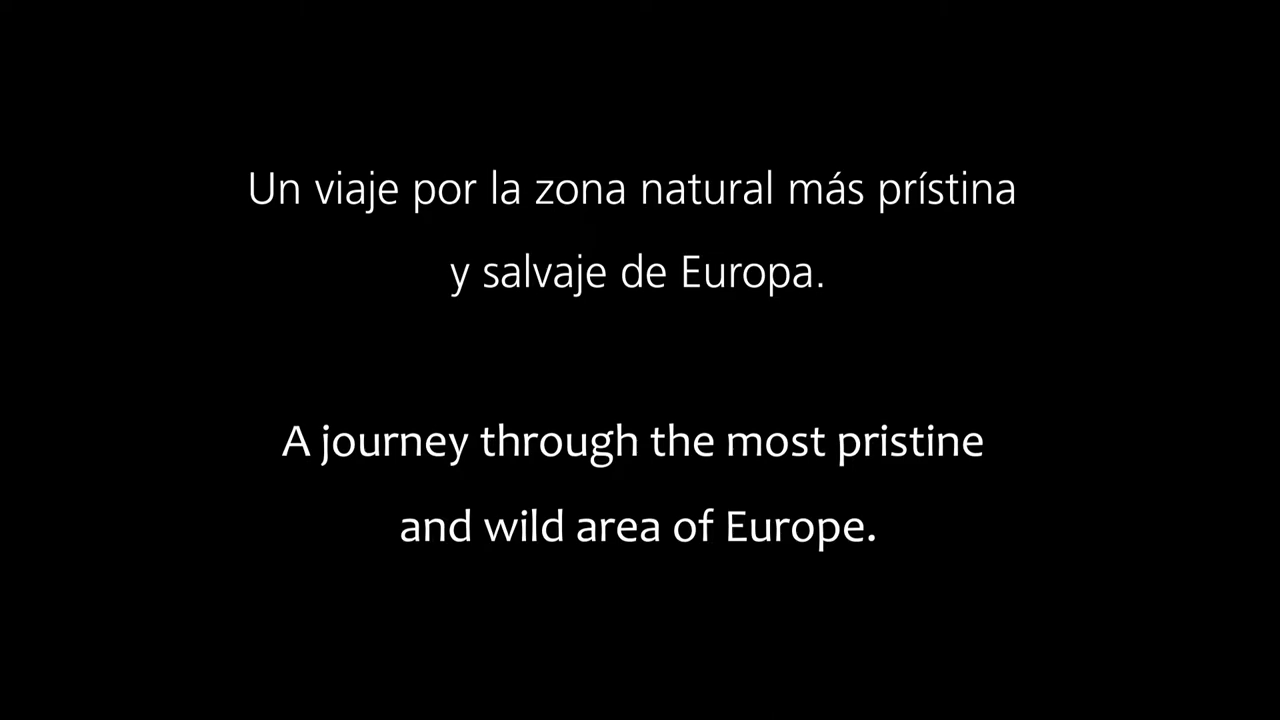 Un viaje por la zona natural más prístina
y salvaje de Europa.
A journey through the most pristine
and wild area of Europe.